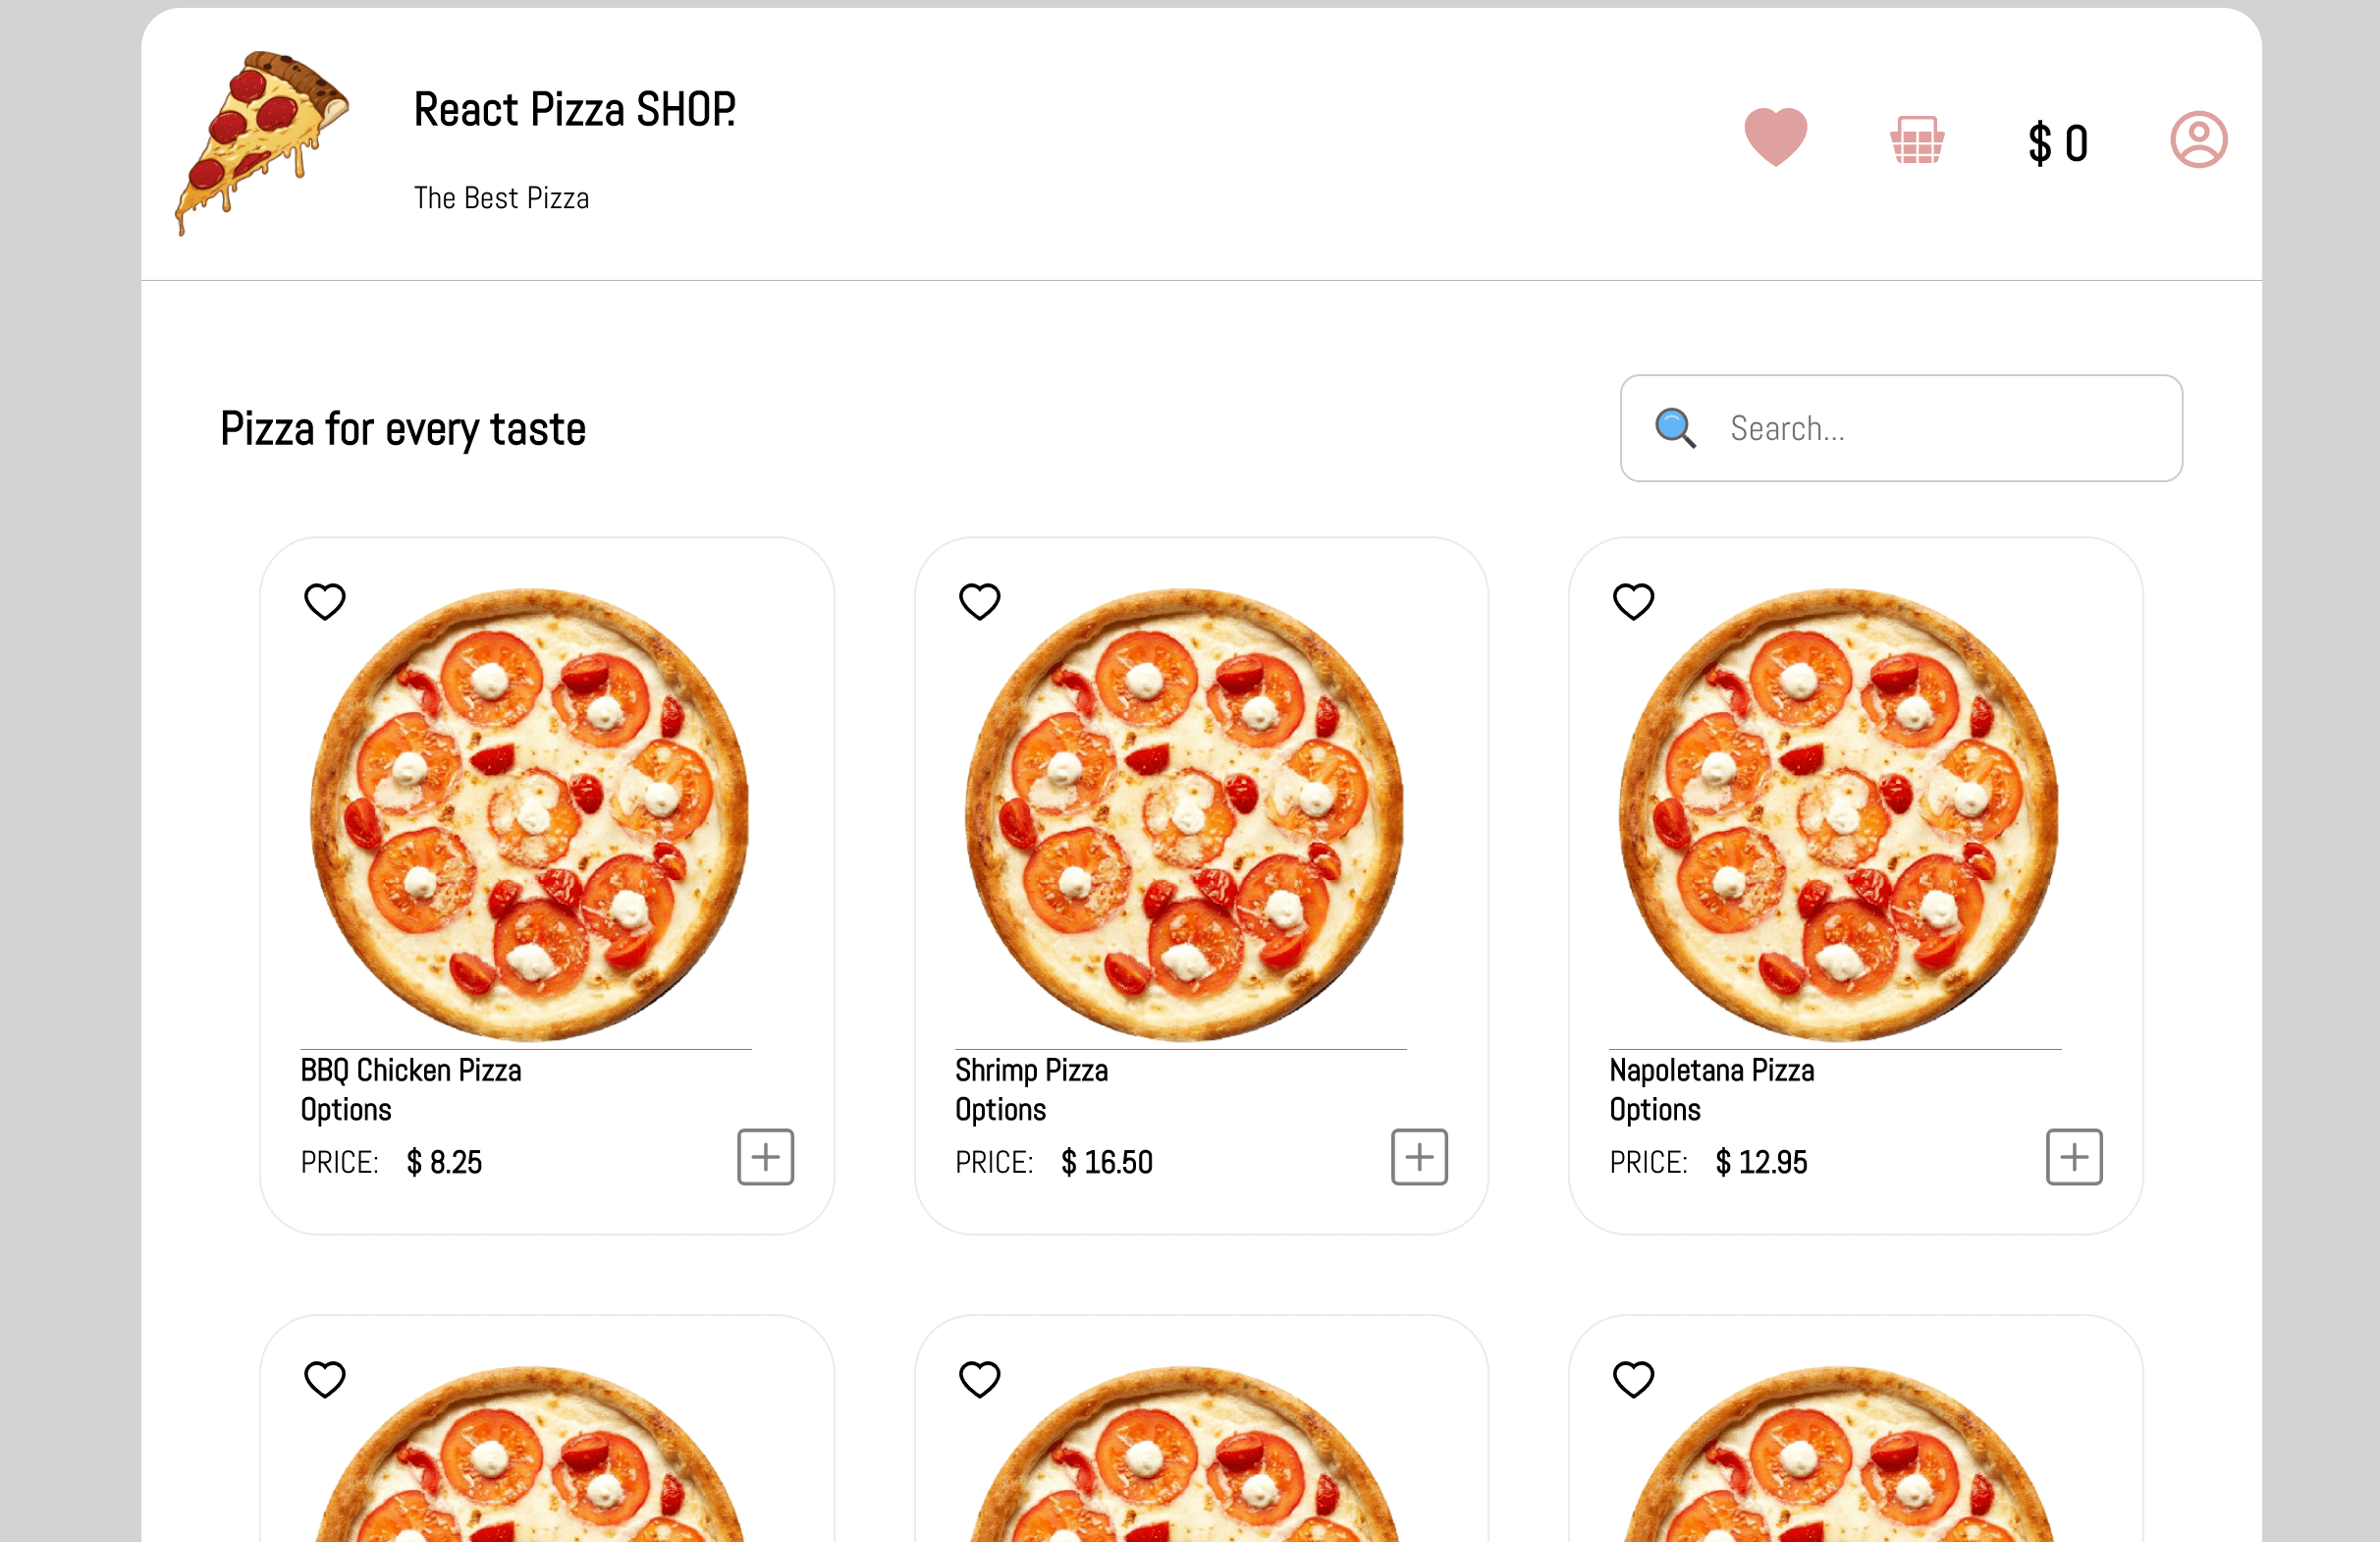 React Pizza SHOP.
The Best Pizza
$ 0
Pizza for every taste
Search...
BBQ Chicken Pizza
Options
PRICE: $ 8.25
Shrimp Pizza
Options
PRICE: $ 16.50
Napoletana Pizza
Options
PRICE: $ 12.95